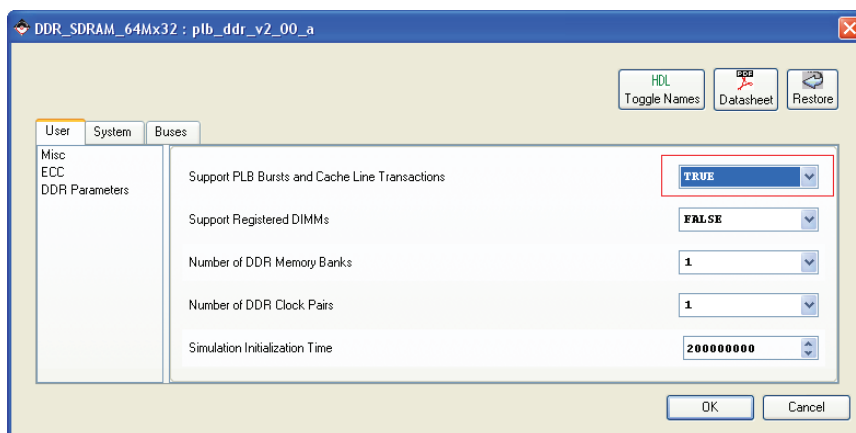 DDR_SDRAM_64Mx32 : plb_ddr_v2_00_a
HDL
Toggle Names
PDF
Datasheet
Restore
User
System
Buses
Misc
ECC
DDR Parameters
Support PLB Bursts and Cache Line Transactions
TRUE
Support Registered DIMMs
FALSE
Number of DDR Memory Banks
1
Number of DDR Clock Pairs
1
Simulation Initialization Time
200000000
OK
Cancel